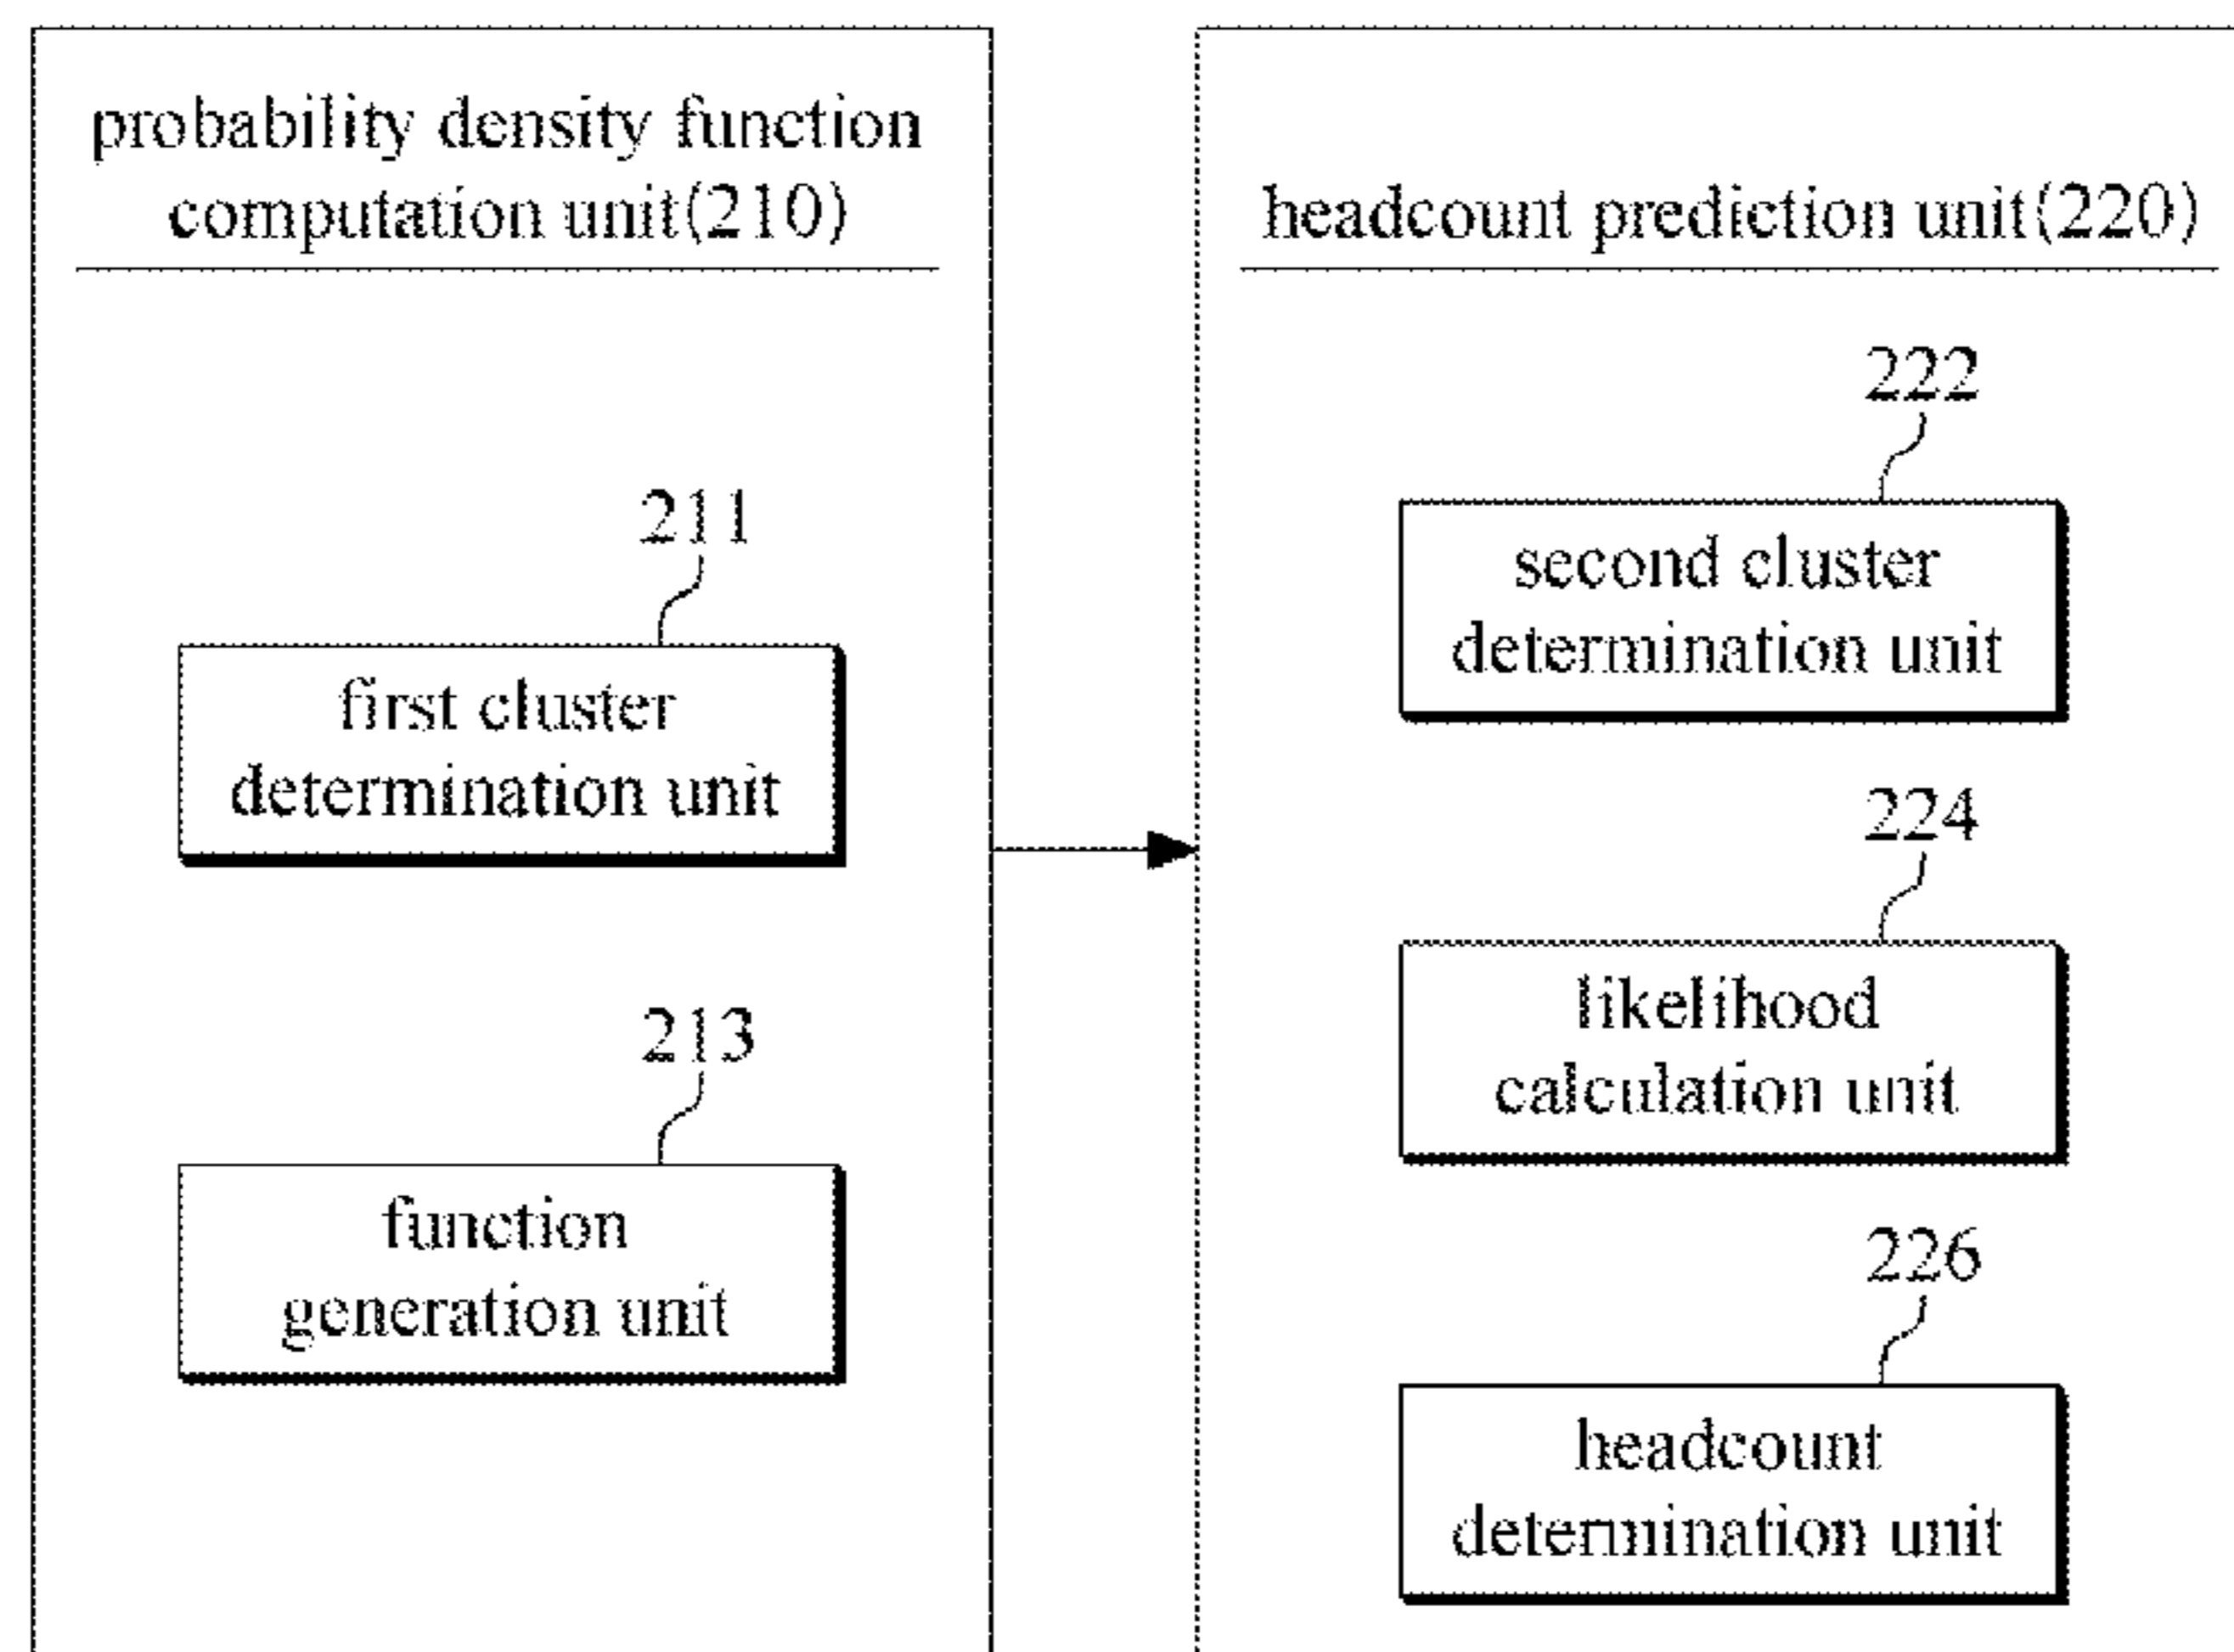 probability density function
computation unit(210)
211
first cluster
determination unit
213
function
generation unit
headcount prediction unit(220)
222
second cluster
determination unit
224
likelihood
calculation unit
226
headcount
determination unit